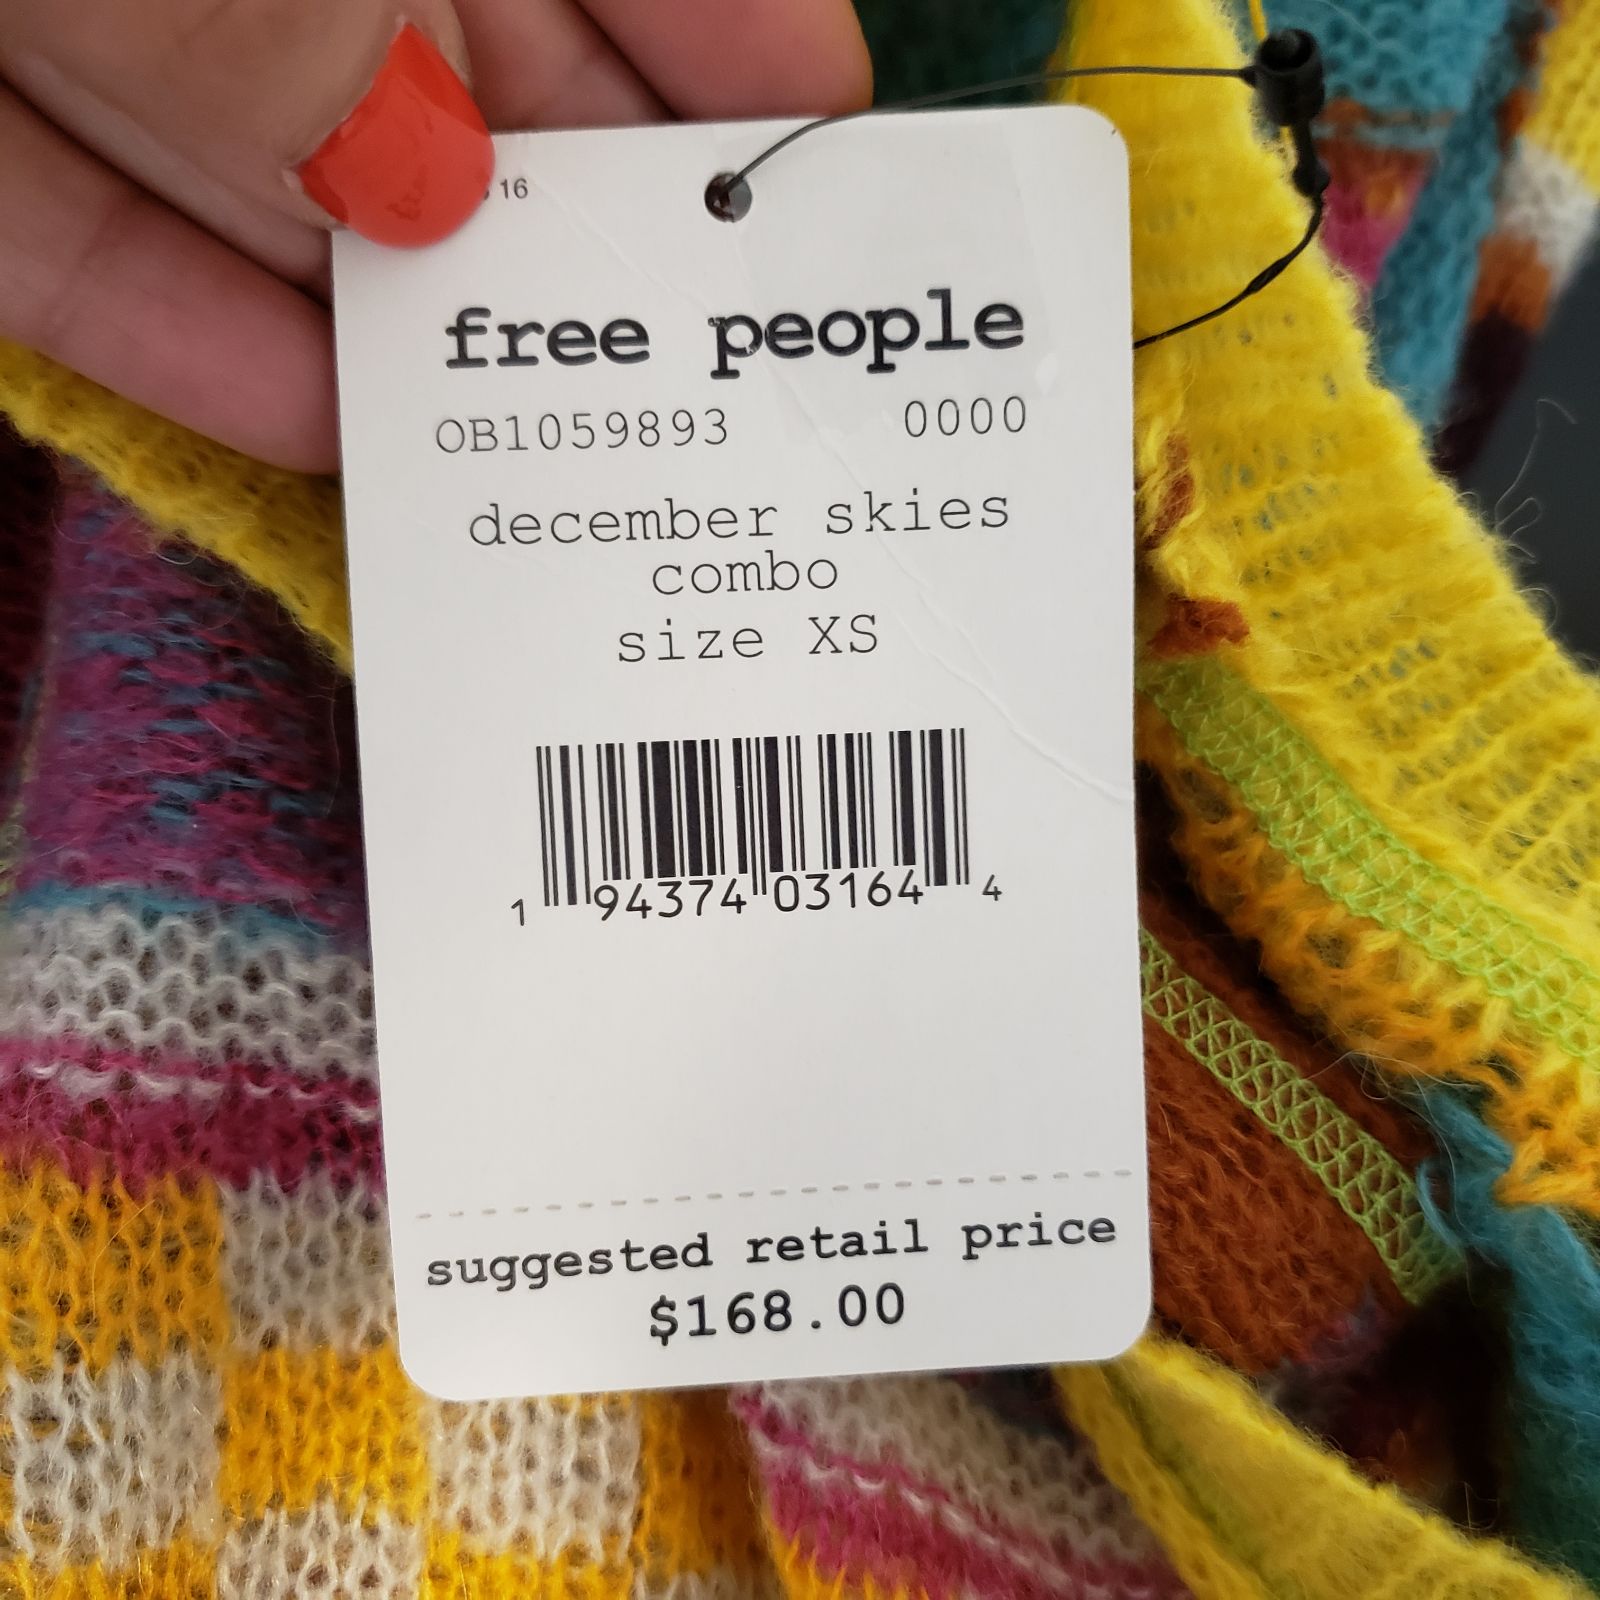 16
free people
OB1059893 0000
december skies
combo
size XS
1 94374 03164 4
suggested retail price
$168.00